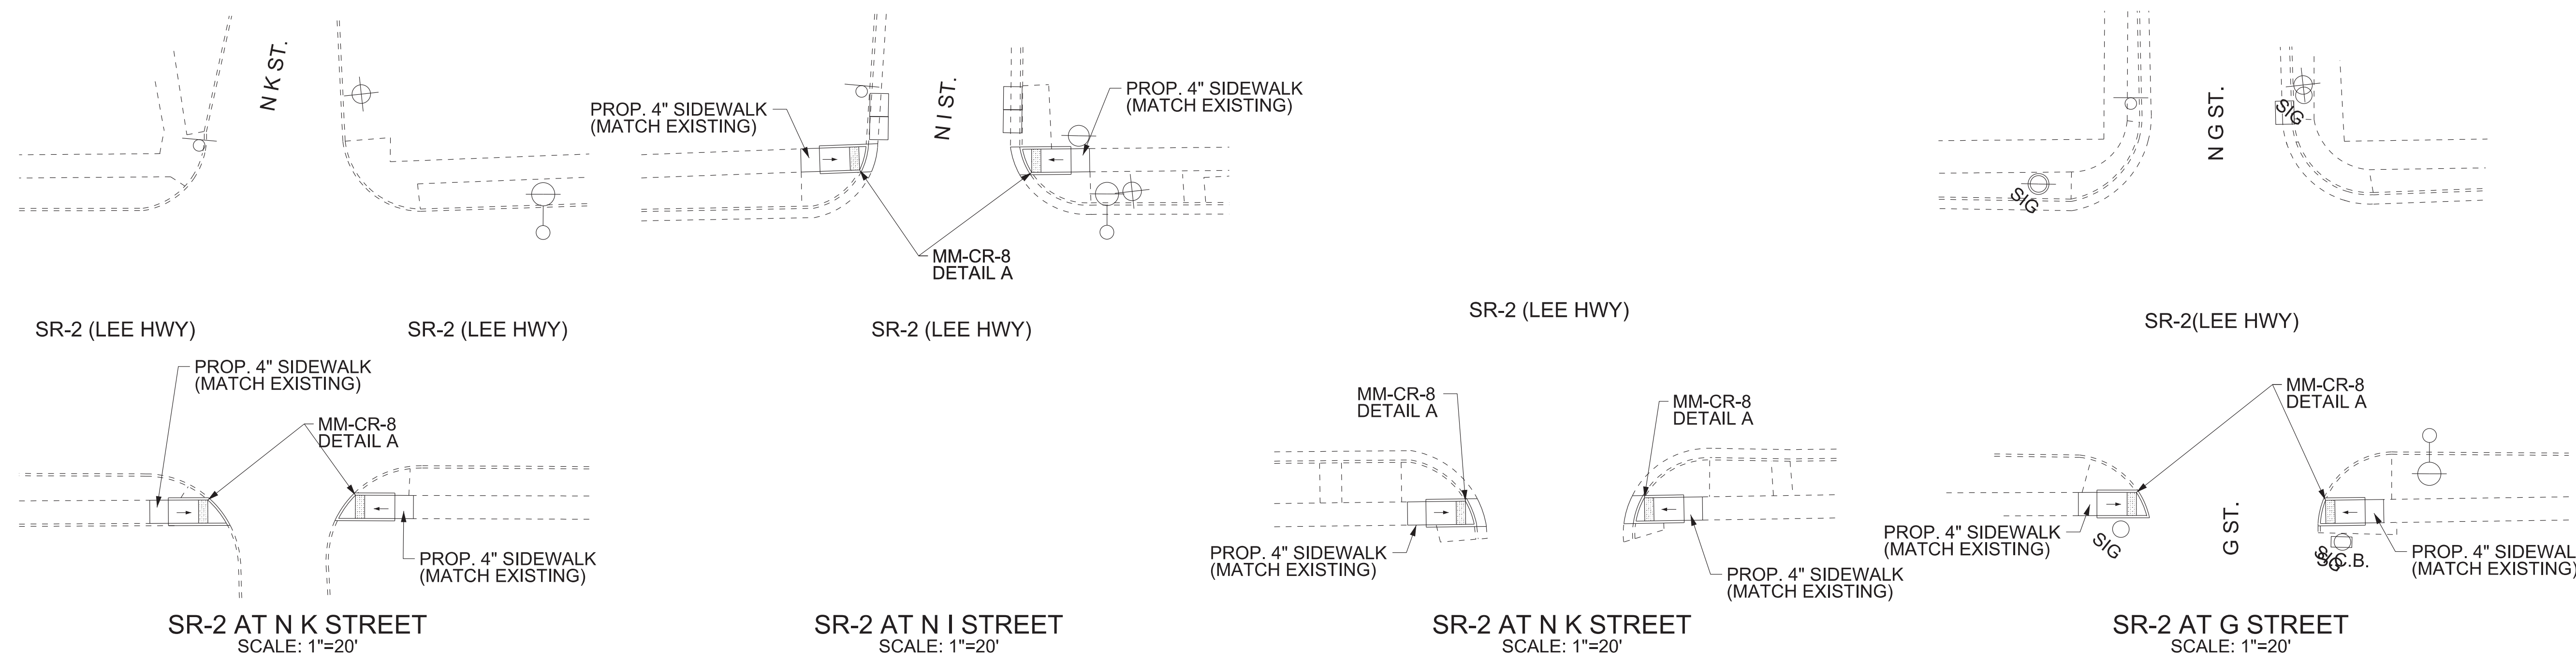 N K ST.
SR-2 (LEE HWY)
SR-2 (LEE HWY)
PROP. 4" SIDEWALK
(MATCH EXISTING)
MM-CR-8
DETAIL A
PROP. 4" SIDEWALK
(MATCH EXISTING)
SR-2 AT N K STREET
SCALE: 1"=20'
PROP. 4" SIDEWALK
(MATCH EXISTING)
N I ST.
PROP. 4" SIDEWALK
(MATCH EXISTING)
MM-CR-8
DETAIL A
SR-2 (LEE HWY)
SR-2 AT N I STREET
SCALE: 1"=20'
SR-2 (LEE HWY)
MM-CR-8
DETAIL A
MM-CR-8
DETAIL A
PROP. 4" SIDEWALK
(MATCH EXISTING)
PROP. 4" SIDEWALK
(MATCH EXISTING)
SR-2 AT N K STREET
SCALE: 1"=20'
SIG
N G ST.
SIG
SR-2(LEE HWY)
MM-CR-8
DETAIL A
PROP. 4" SIDEWALK
(MATCH EXISTING)
SIG
G ST.
SIG
S.C.B.
PROP. 4" SIDEWAL
(MATCH EXISTING)
SR-2 AT G STREET
SCALE: 1"=20'